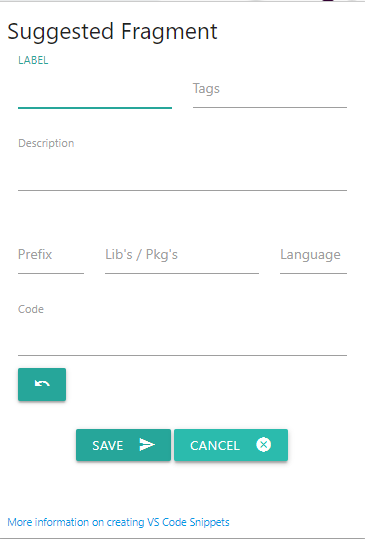 Suggested Fragment
LABEL
Tags
Description
Prefix Lib's / Pkg's Language
Code
SAVE CANCEL
More information on creating VS Code Snippets